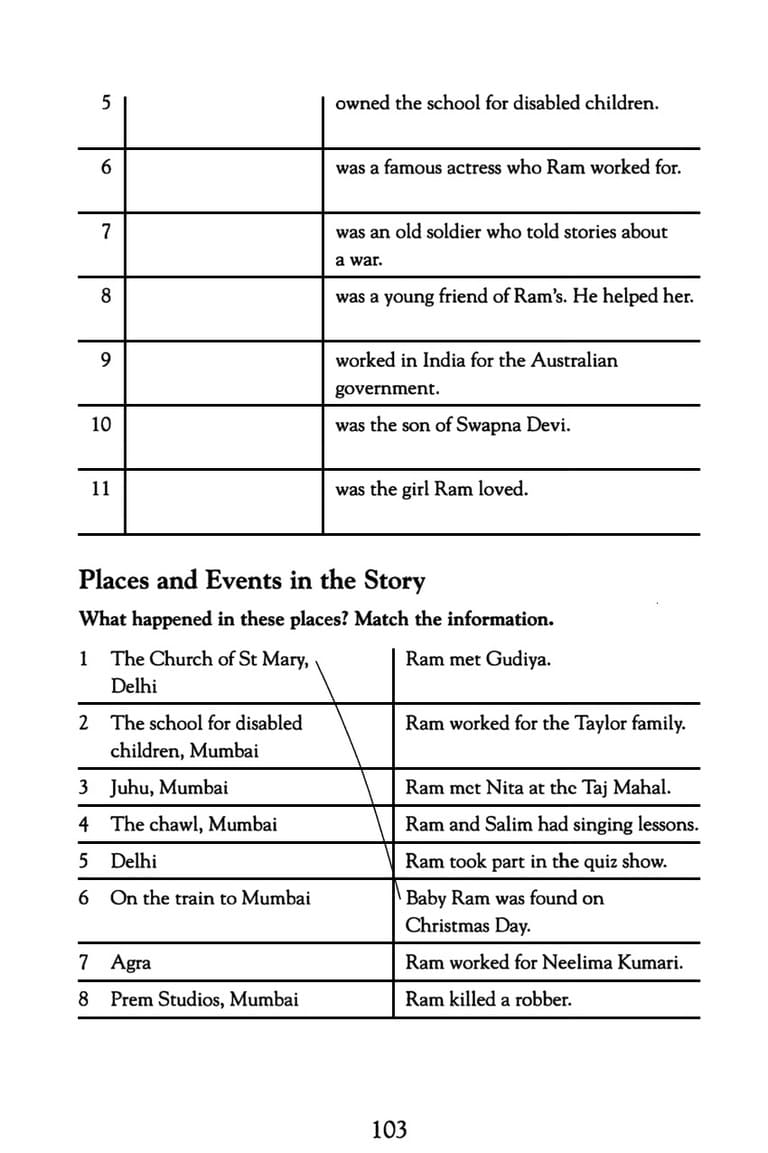 5 owned the school for disabled children.
6 was a famous actress who Ram worked for.
7 was an old soldier who told stories about
a war.
8 was a young friend of Ram's. He helped her.
9 worked in India for the Australian
government.
10 was the son of Swapna Devi.
11 was the girl Ram loved.
Places and Events in the Story
What happened in these places? Match the information.
1 The Church of St Mary, Ram met Gudiya.
Delhi
2 The school for disabled Ram worked for the Taylor family.
children, Mumbai
3 Juhu, Mumbai Ram met Nita at the Taj Mahal.
4 The chawl, Mumbai Ram and Salim had singing lessons.
5 Delhi Ram took part in the quiz show.
6 On the train to Mumbai Baby Ram was found on
Christmas Day.
7 Agra Ram worked for Neelima Kumari.
8 Prem Studios, Mumbai Ram killed a robber.
103